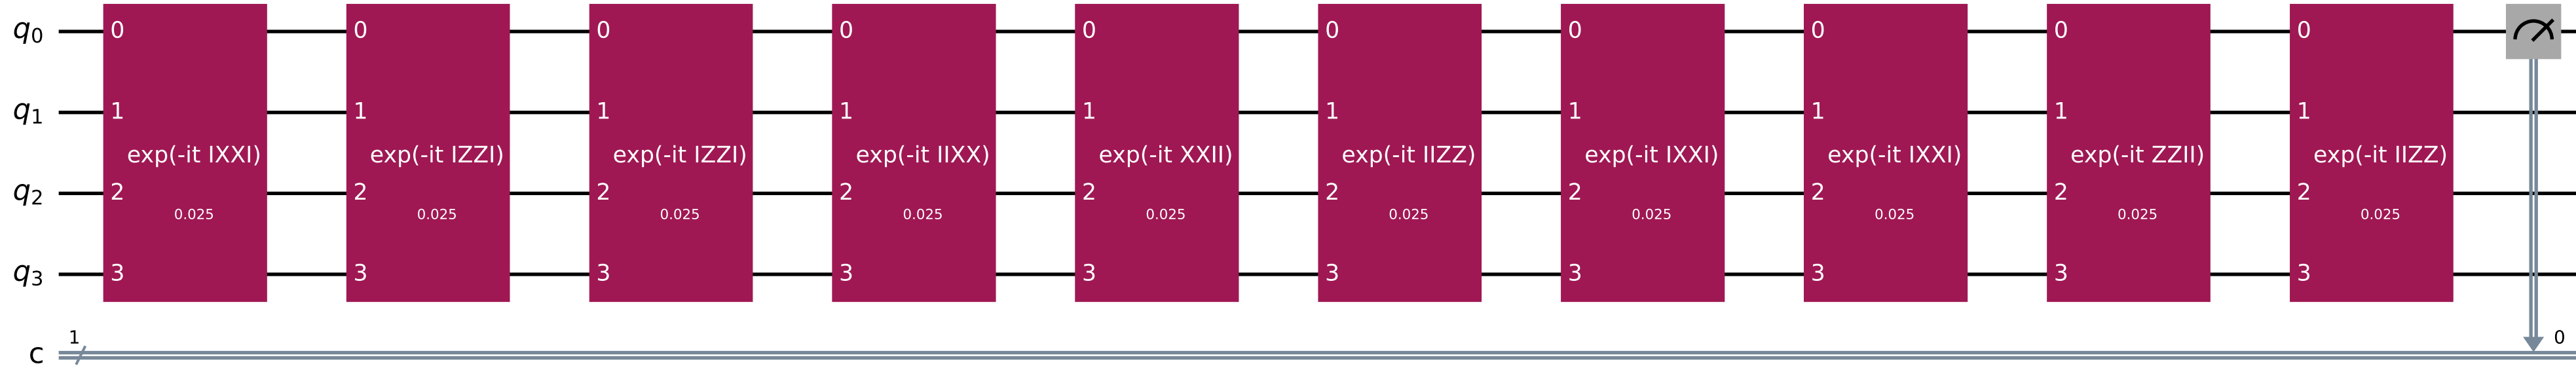 q0 0 0 0 0 0 0 0 0 0 0
q1 1 1 1 1 1 1 1 1 1 1
exp(-it IXXI) exp(-it IZZI) exp(-it IZZI) exp(-it IIXX) exp(-it XXII) exp(-it IIZZ) exp(-it IXXI) exp(-it IXXI) exp(-it ZZII) exp(-it IIZZ)
q2 2 2 2 2 2 2 2 2 2 2
0.025 0.025 0.025 0.025 0.025 0.025 0.025 0.025 0.025 0.025
q3 3 3 3 3 3 3 3 3 3 3
1 0
c